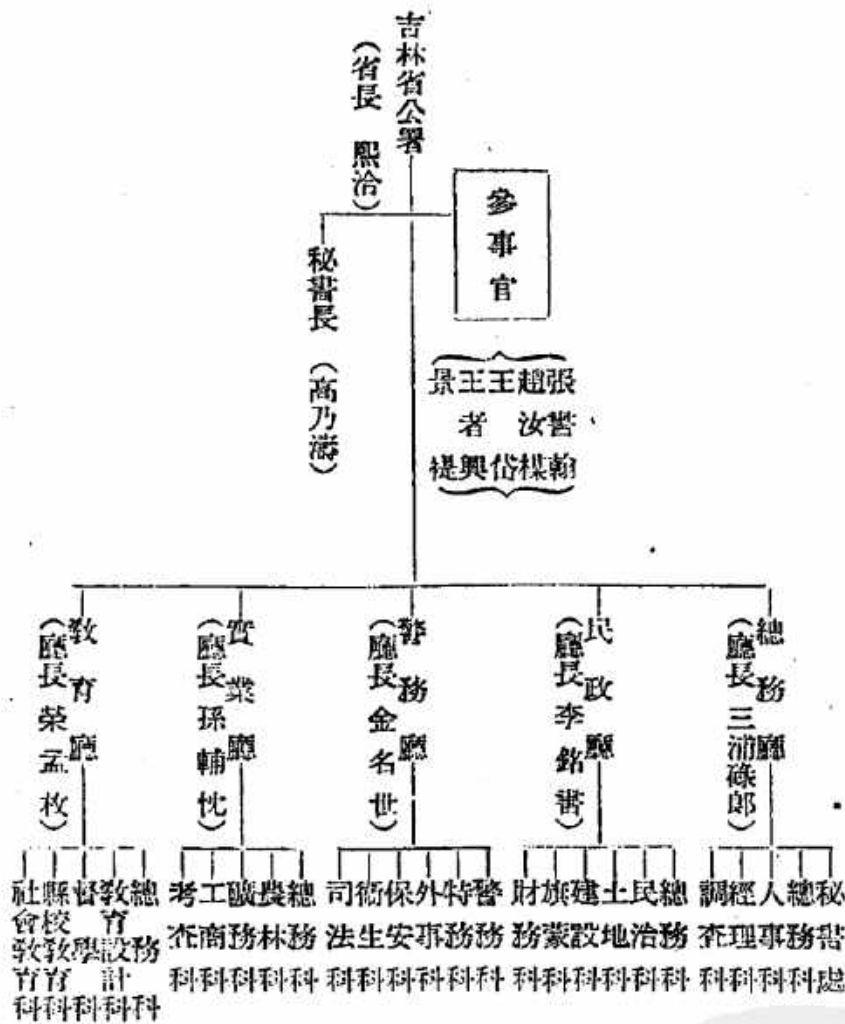 吉林省公署
(省長　熙洽)
參事官
張書翰
趙汝楳
王　岱
王者興
景　禔
秘書長　(高乃濤)
總務廳
(廳長三浦碌郎)
秘書處
總務科
人事科
經理科
調查科
民政廳
(廳長李銘書)
總務科
民治科
土地科
建設科
旗蒙科
財務科
警務廳
(廳長金名世)
警務科
特務科
外事科
保安科
衛生科
司法科
實業廳
(廳長孫輔忱)
總務科
農林科
礦務科
工商科
考查科
教育廳
(廳長榮孟枚)
總務科
教育設計科
督學科
縣校教育科
社會教育科